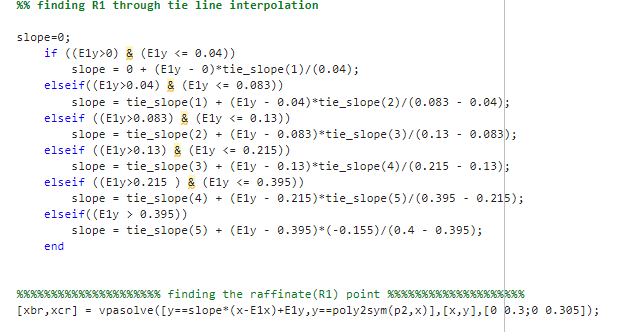 %% finding R1 through tie line interpolation
slope=0;
if ((E1y>0) & (E1y <= 0.04))
slope = 0 + (E1y - 0)*tie_slope(1)/(0.04);
elseif((E1y>0.04) & (E1y <= 0.083))
slope = tie_slope(1) + (E1y - 0.04)*tie_slope(2)/(0.083 - 0.04);
elseif ((E1y>0.083) & (E1y <= 0.13))
slope = tie_slope(2) + (E1y - 0.083)*tie_slope(3)/(0.13 - 0.083);
elseif ((E1y>0.13) & (E1y <= 0.215))
slope = tie_slope(3) + (E1y - 0.13)*tie_slope(4)/(0.215 - 0.13);
elseif ((E1y>0.215 ) & (E1y <= 0.395))
slope = tie_slope(4) + (E1y - 0.215)*tie_slope(5)/(0.395 - 0.215);
elseif((E1y > 0.395))
slope = tie_slope(5) + (E1y - 0.395)*(-0.155)/(0.4 - 0.395);
end
%%%%%%%%%%%%%%%%%%%%% finding the raffinate(R1) point %%%%%%%%%%%%%%%%%%%%
[xbr,xcr] = vpasolve([y==slope*(x-E1x)+E1y,y==poly2sym(p2,x)],[x,y],[0 0.3;0 0.305]);